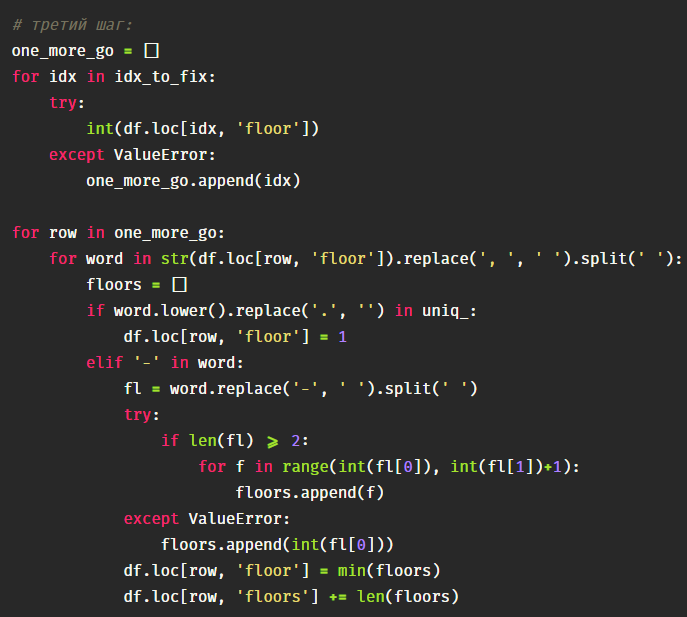 # третий шаг:
one_more_go = []
for idx in idx_to_fix:
    try:
        int(df.loc[idx, 'floor'])
    except ValueError:
        one_more_go.append(idx)

for row in one_more_go:
    for word in str(df.loc[row, 'floor']).replace(', ', ' ').split(' '):
        floors = []
        if word.lower().replace('.', '') in uniq_:
            df.loc[row, 'floor'] = 1
        elif '-' in word:
            fl = word.replace('-', ' ').split(' ')
            try:
                if len(fl) ⩾ 2:
                    for f in range(int(fl[0]), int(fl[1])+1):
                        floors.append(f)
            except ValueError:
                floors.append(int(fl[0]))
            df.loc[row, 'floor'] = min(floors)
            df.loc[row, 'floors'] += len(floors)